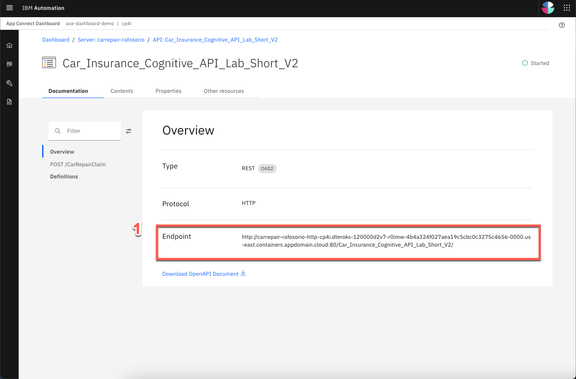 IBM Automation
App Connect Dashboard ace-dashboard-demo | cp4i
Dashboard / Server: carrepair-rafosorio / API: Car_Insurance_Cognitive_API_Lab_Short_V2
Car_Insurance_Cognitive_API_Lab_Short_V2
Started
Documentation Contents Properties Other resources
Filter
Overview
POST /CarRepairClaim
Definitions
Overview
Type REST OAS2
Protocol HTTP
1
Endpoint http://carrepair-rafosorio-http-cp4i.dteroks-120000d2v7-r0imw-4b4a324f027aea19c5cbc0c3275c4656-0000.us
-east.containers.appdomain.cloud:80/Car_Insurance_Cognitive_API_Lab_Short_V2/
Download OpenAPI Document